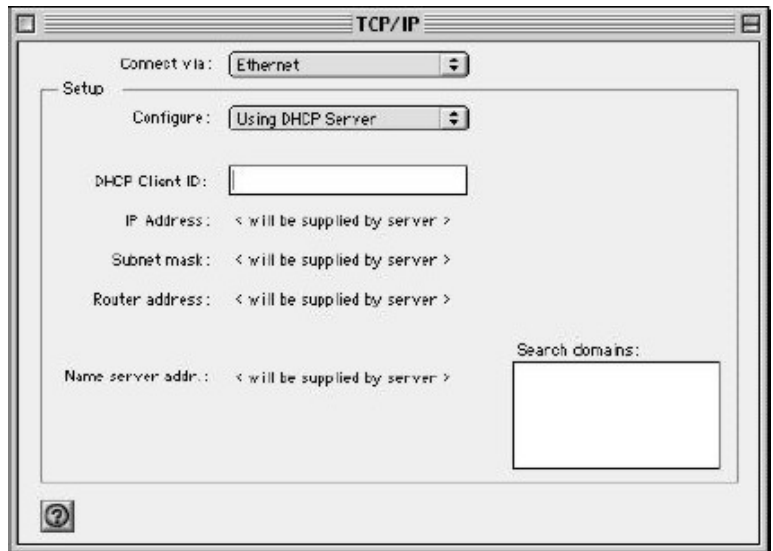 TCP/IP
Connect via: Ethernet
Setup
Configure: Using DHCP Server
DHCP Client ID:
IP Address: < will be supplied by server >
Subnet mask: < will be supplied by server >
Router address: < will be supplied by server >
Search domains:
Name server addr.: < will be supplied by server >
?